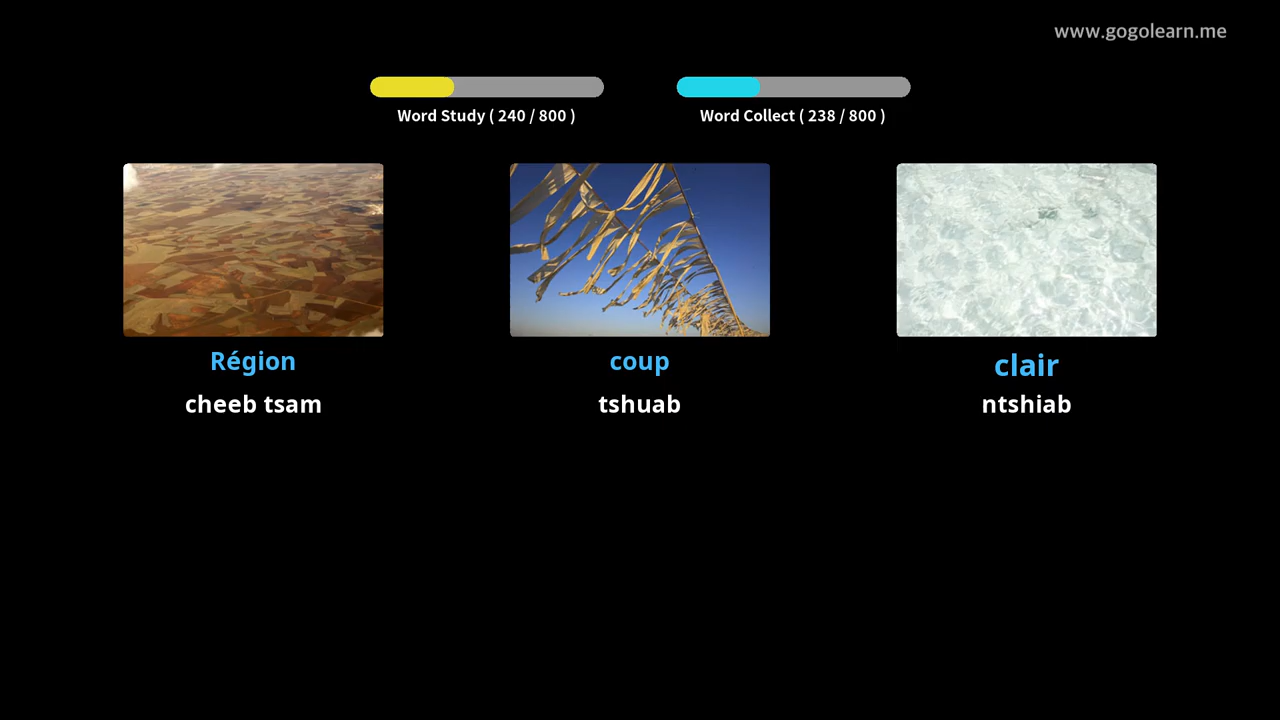 www.gogolearn.me
Word Study ( 240 / 800 )
Word Collect ( 238 / 800 )
Région
coup
clair
cheeb tsam
tshuab
ntshiab